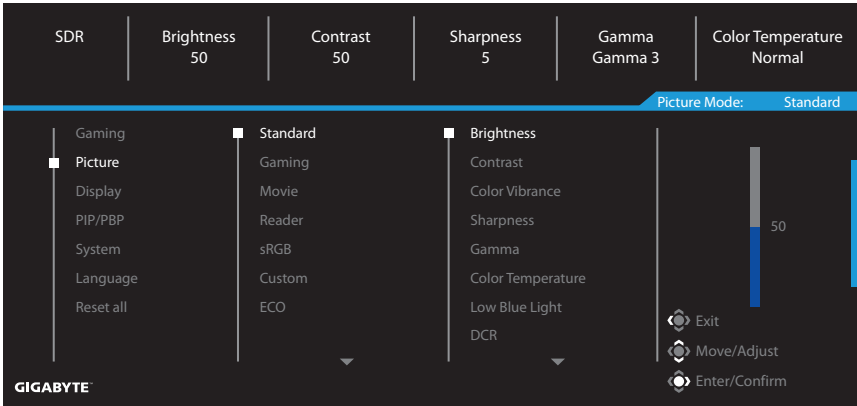 SDR Brightness Contrast Sharpness Gamma Color Temperature
50 50 5 Gamma 3 Normal
Picture Mode: Standard
Gaming Standard Brightness
Picture Gaming Contrast
Display Movie Color Vibrance
PIP/PBP Reader Sharpness 50
System sRGB Gamma
Language Custom Color Temperature
Reset all ECO Low Blue Light
Exit
DCR
Move/Adjust
Enter/Confirm
GIGABYTE™